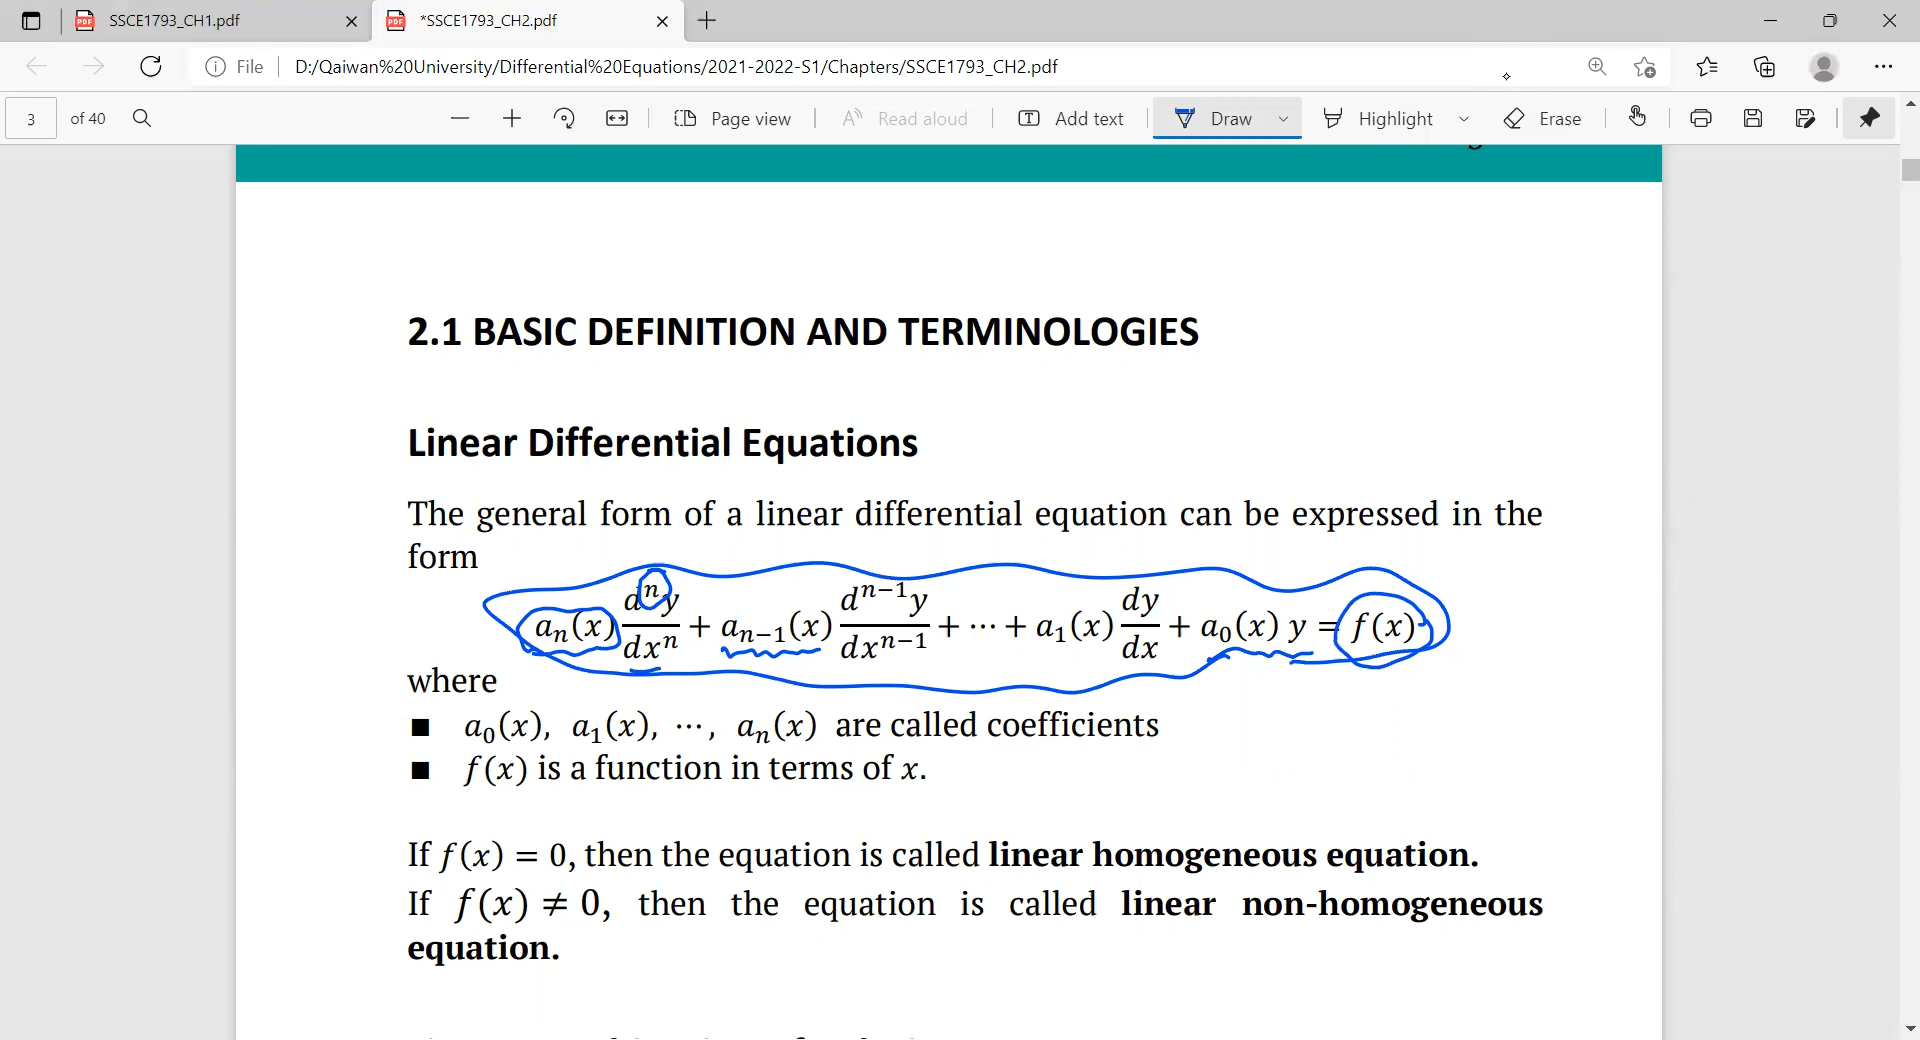 SSCE1793_CH1.pdf
*SSCE1793_CH2.pdf
File
D:/Qaiwan%20University/Differential%20Equations/2021-2022-S1/Chapters/SSCE1793_CH2.pdf
3 of 40
Page view
Read aloud
Add text
Draw
Highlight
Erase
2.1 BASIC DEFINITION AND TERMINOLOGIES
Linear Differential Equations
The general form of a linear differential equation can be expressed in the
form
aₙ(x) dⁿy/dxⁿ + aₙ₋₁(x) dⁿ⁻¹y/dxⁿ⁻¹ + ⋯ + a₁(x) dy/dx + a₀(x) y = f(x)
where
■ a₀(x), a₁(x), ⋯, aₙ(x) are called coefficients
■ f(x) is a function in terms of x.
If f(x) = 0, then the equation is called linear homogeneous equation.
If f(x) ≠ 0, then the equation is called linear non-homogeneous
equation.